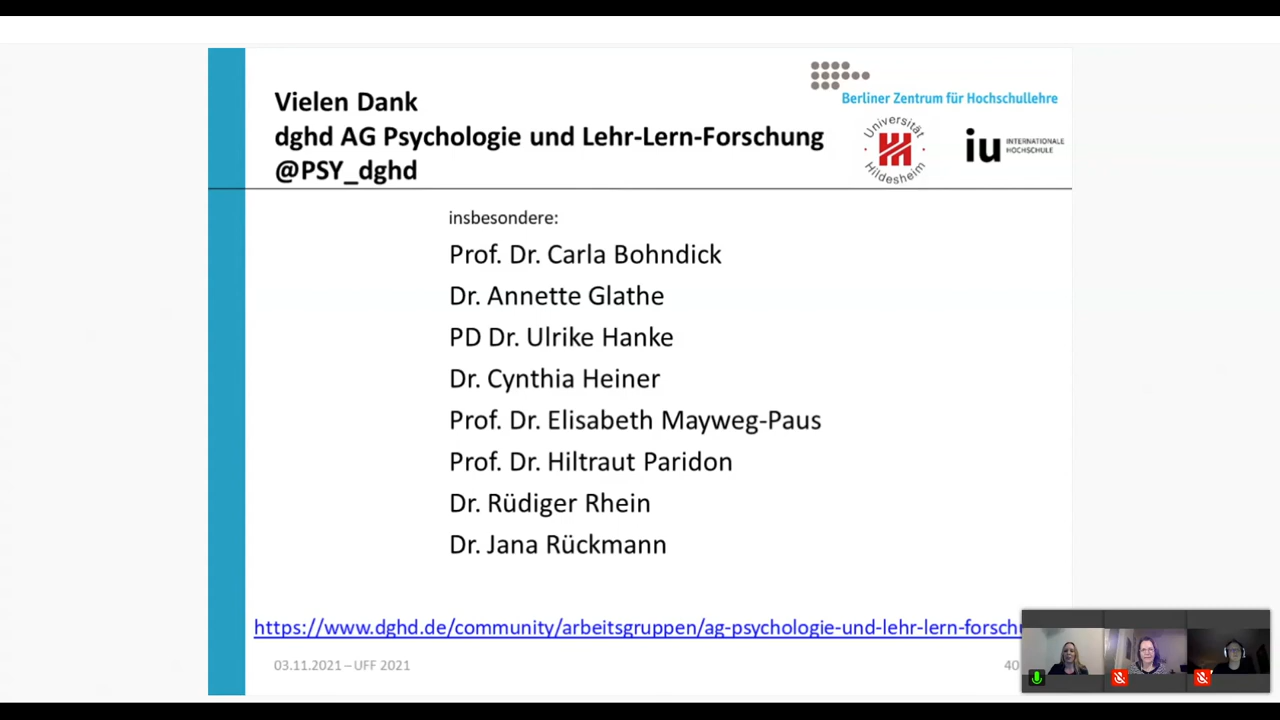 Vielen Dank
dghd AG Psychologie und Lehr-Lern-Forschung
@PSY_dghd
Berliner Zentrum für Hochschullehre
Universität
Hildesheim
iu INTERNATIONALE
HOCHSCHULE
insbesondere:
Prof. Dr. Carla Bohndick
Dr. Annette Glathe
PD Dr. Ulrike Hanke
Dr. Cynthia Heiner
Prof. Dr. Elisabeth Mayweg-Paus
Prof. Dr. Hiltraut Paridon
Dr. Rüdiger Rhein
Dr. Jana Rückmann
https://www.dghd.de/community/arbeitsgruppen/ag-psychologie-und-lehr-lern-forschu
03.11.2021 – UFF 2021
40